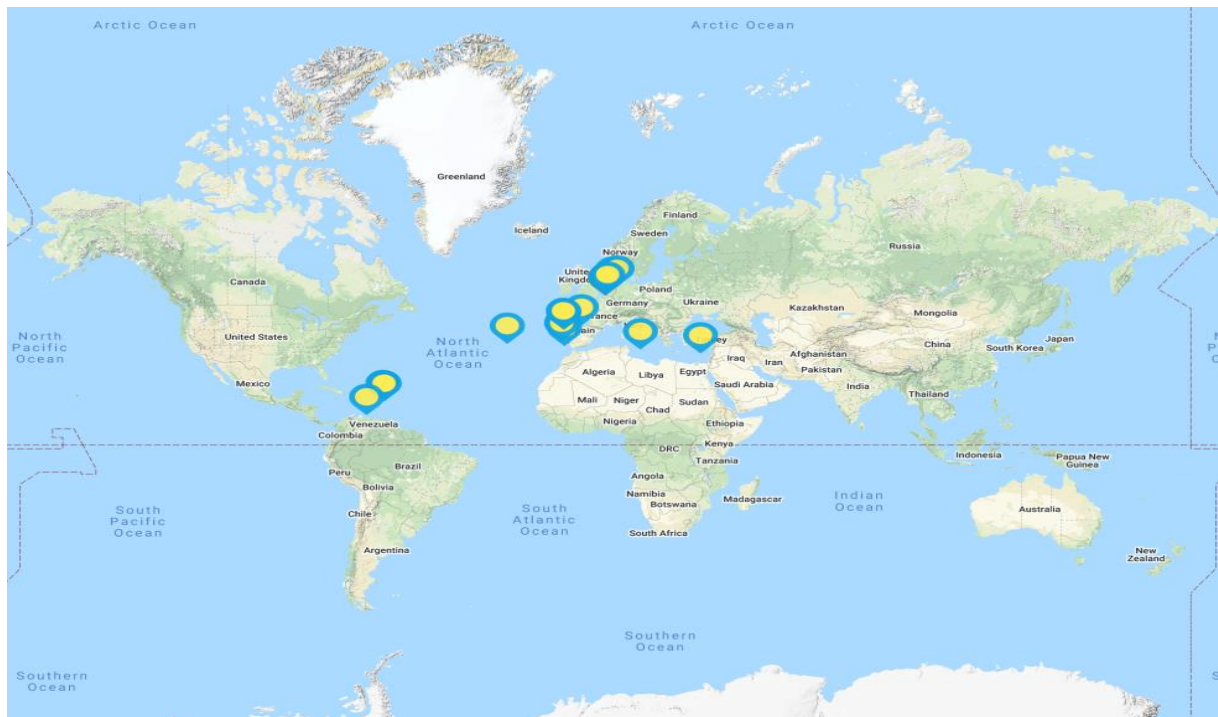 Arctic Ocean
Arctic Ocean
Greenland
Iceland
Finland
Sweden
Norway
Russia
Canada
United
Kingdom
Poland
Germany
Ukraine
Kazakhstan
Mongolia
North
Pacific
Ocean
United States
North
Atlantic
Ocean
China
South Korea
Japan
Mexico
Algeria
Libya
Egypt
Iraq
Iran
Afghanistan
Pakistan
Saudi Arabia
India
Thailand
Mali
Niger
Chad
Sudan
Venezuela
Colombia
Nigeria
Ethiopia
Kenya
DRC
Tanzania
Indonesia
Papua New
Guinea
Peru
Brazil
Bolivia
Angola
Namibia
Botswana
Madagascar
South
Pacific
Ocean
Chile
South
Atlantic
Ocean
Indian
Ocean
Australia
South Africa
Argentina
New
Zealand
Southern
Ocean
Southern
Ocean